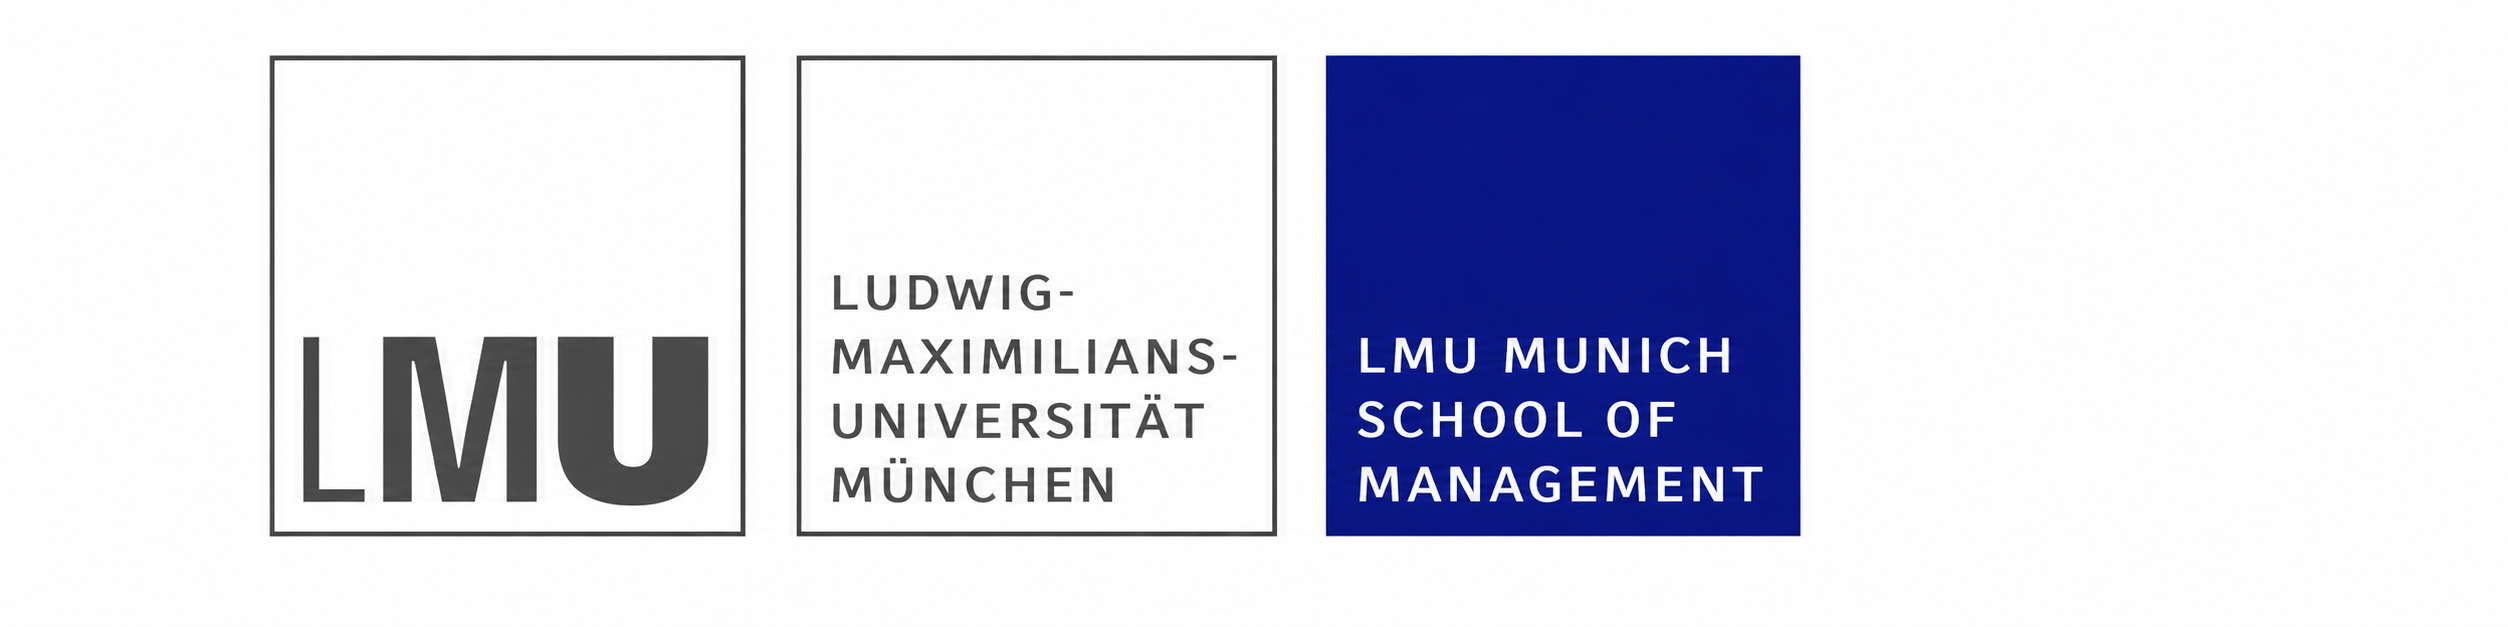 LMU
LUDWIG-
MAXIMILIANS-
UNIVERSITÄT
MÜNCHEN
LMU MUNICH
SCHOOL OF
MANAGEMENT